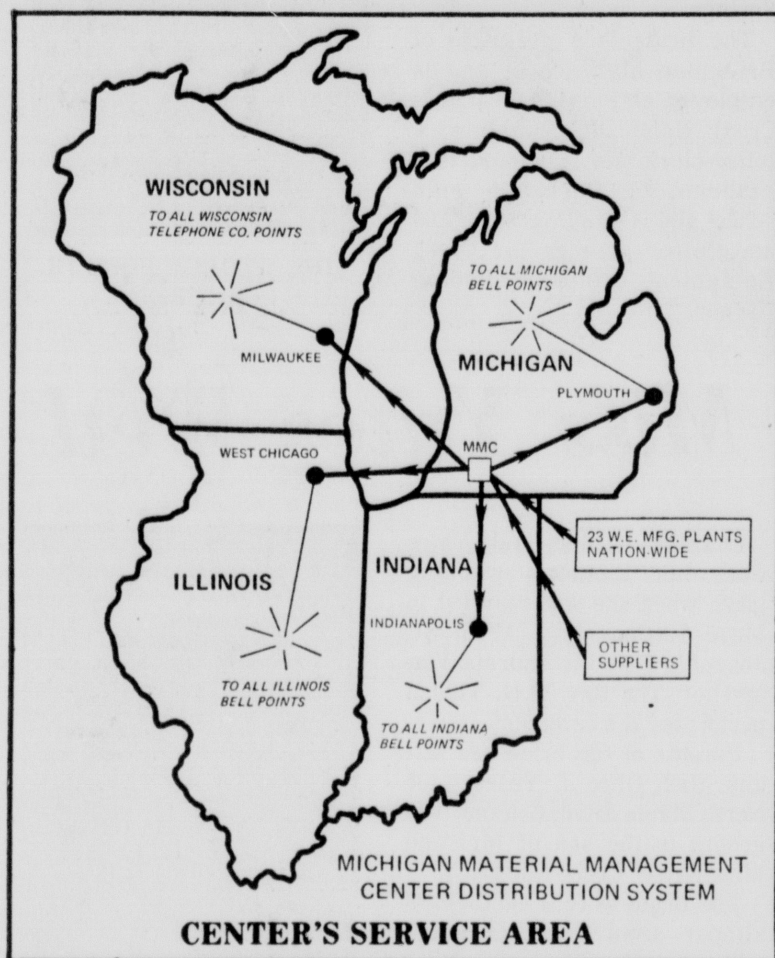 WISCONSIN
TO ALL WISCONSIN
TELEPHONE CO. POINTS
MILWAUKEE
TO ALL MICHIGAN
BELL POINTS
MICHIGAN
PLYMOUTH
WEST CHICAGO
MMC
23 W.E. MFG. PLANTS
NATION-WIDE
ILLINOIS
INDIANA
INDIANAPOLIS
OTHER
SUPPLIERS
TO ALL ILLINOIS
BELL POINTS
TO ALL INDIANA
BELL POINTS
MICHIGAN MATERIAL MANAGEMENT
CENTER DISTRIBUTION SYSTEM
CENTER'S SERVICE AREA